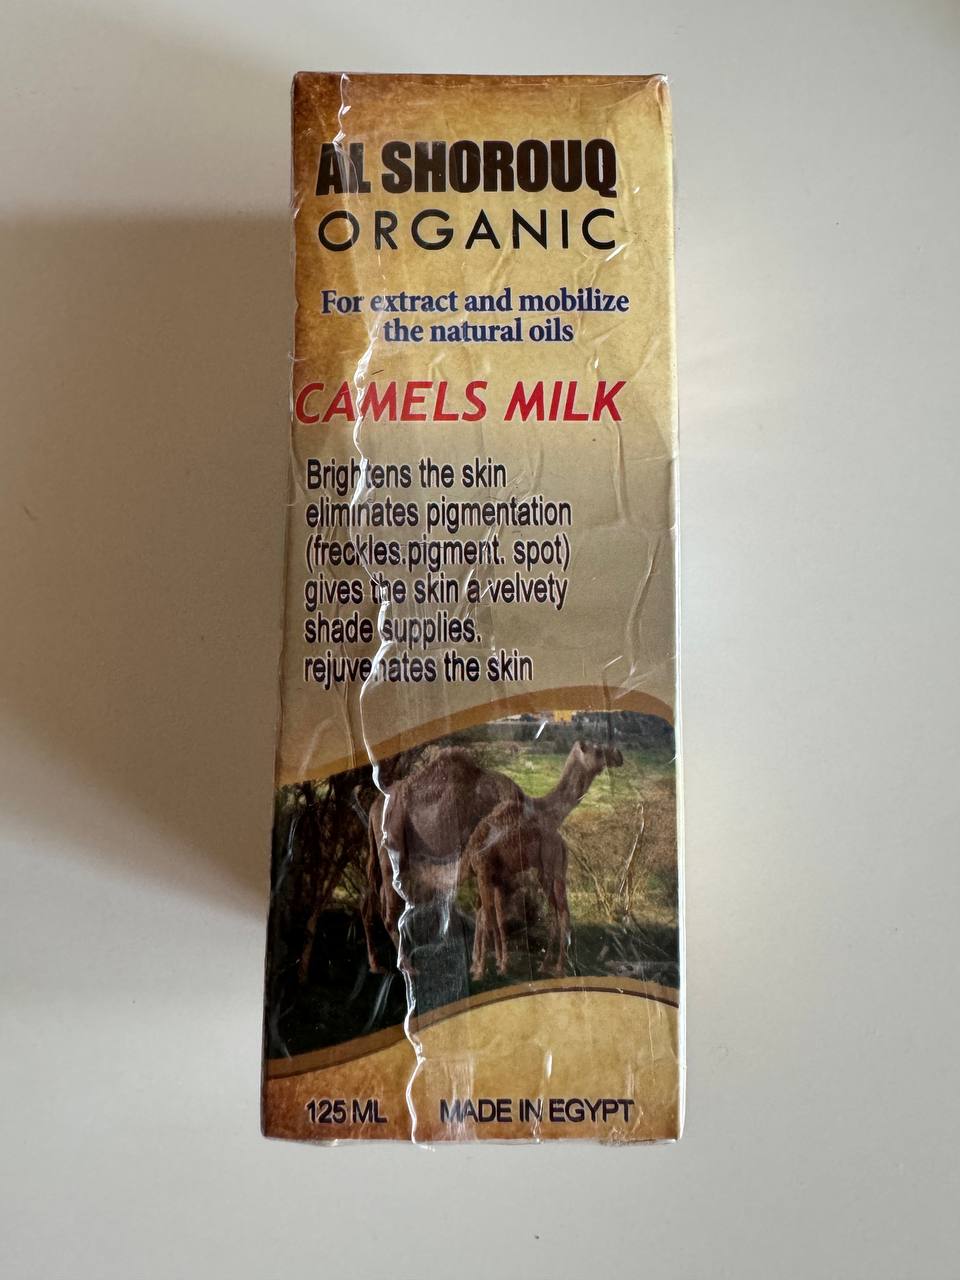 AL SHOROUQ
ORGANIC
For extract and mobilize
the natural oils
CAMELS MILK
Brightens the skin
eliminates pigmentation
(freckles.pigment. spot)
gives the skin a velvety
shade supplies.
rejuvenates the skin
125 ML MADE IN EGYPT